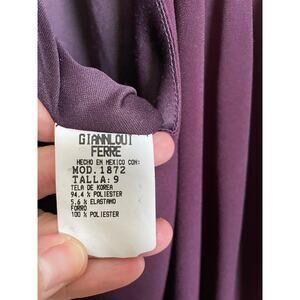 GIANNLOUI
FERRE
HECHO EN MEXICO CON:
MOD. 1872
TALLA: 9
TELA DE KOREA
94.4 % POLIESTER
5.6 % ELASTANO
FORRO
100 % POLIESTER